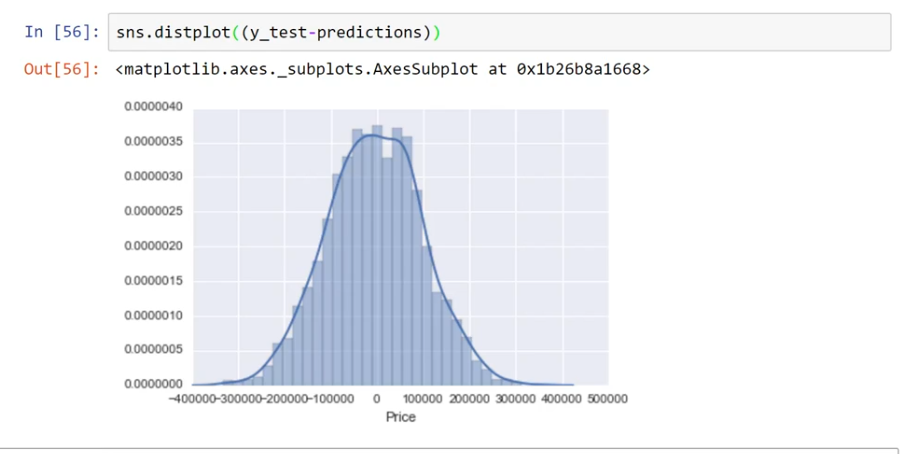 In [56]: sns.distplot((y_test-predictions))
Out[56]: <matplotlib.axes._subplots.AxesSubplot at 0x1b26b8a1668>
0.0000040
0.0000035
0.0000030
0.0000025
0.0000020
0.0000015
0.0000010
0.0000005
0.0000000
-400000-300000-200000-100000 0 100000 200000 300000 400000 500000
Price